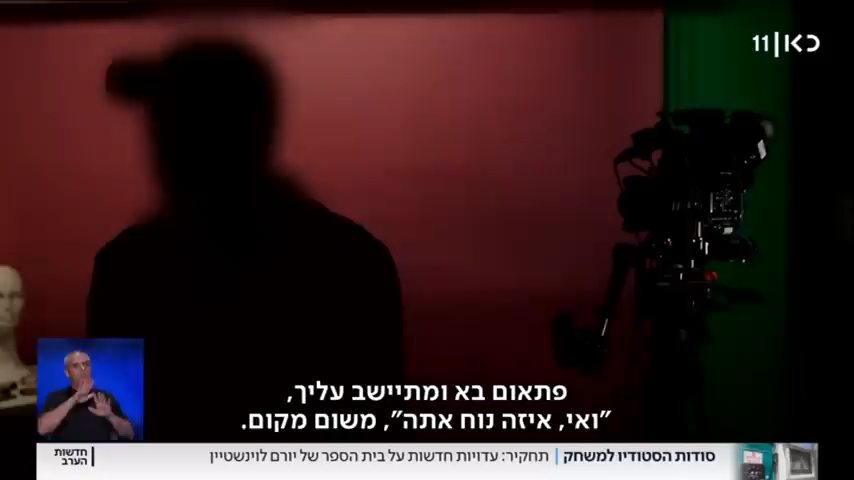 כאן|11
פתאום בא ומתיישב עליך,
"ואי, איזה נוח אתה", משום מקום.
סודות הסטודיו למשחק | תחקיר: עדויות חדשות על בית הספר של יורם לוינשטיין
חדשות
הערב